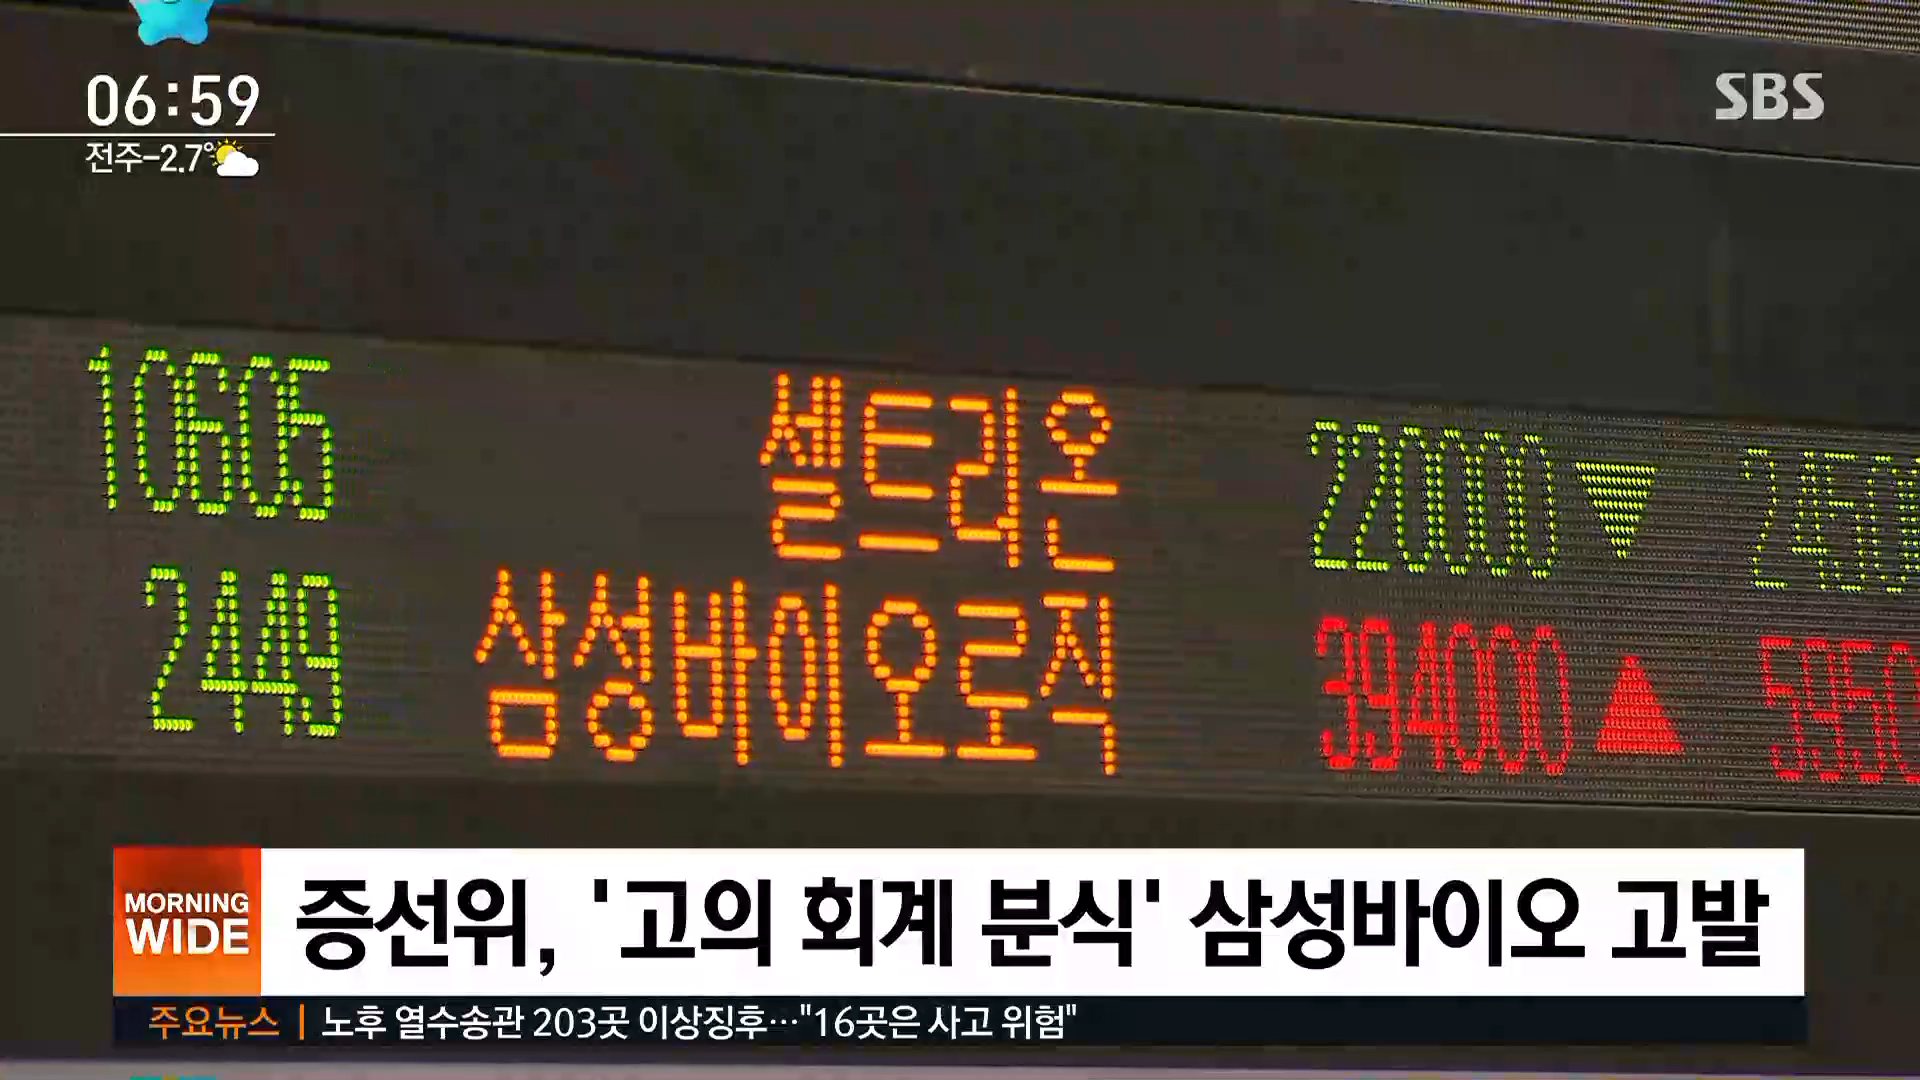 06:59
전주-2.7°
SBS
10605
셀트리온
220000▼
2449
삼성바이오로직
394000▲
MORNING
WIDE
증선위, '고의 회계 분식' 삼성바이오 고발
주요뉴스 | 노후 열수송관 203곳 이상징후…"16곳은 사고 위험"